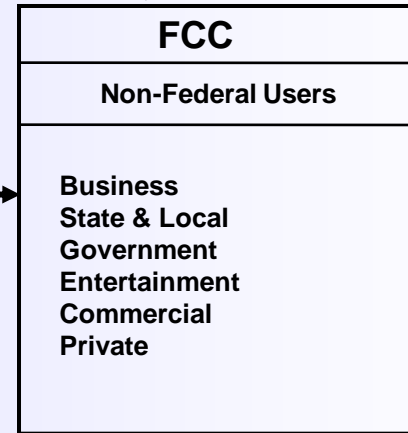 FCC
Non-Federal Users
Business
State & Local
Government
Entertainment
Commercial
Private